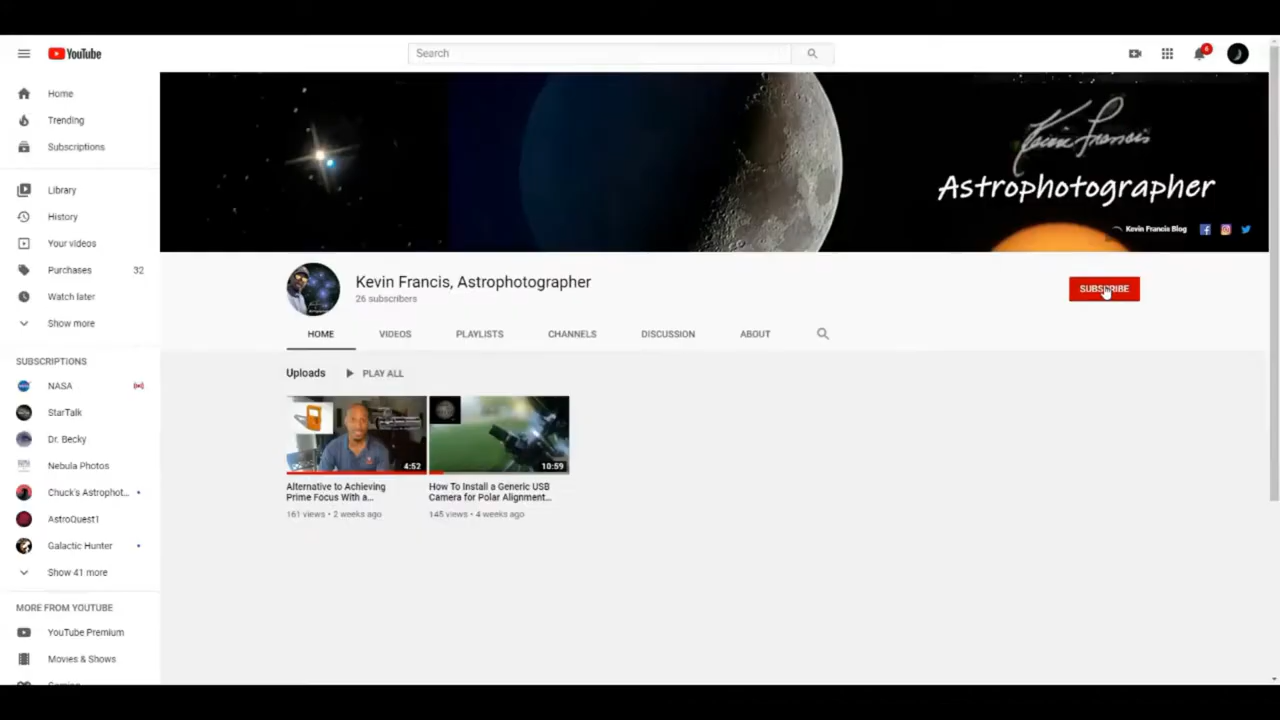 YouTube
Search
6
Home
Trending
Subscriptions
Library
History
Your videos
Purchases 32
Watch later
Show more
SUBSCRIPTIONS
NASA
StarTalk
Dr. Becky
Nebula Photos
Chuck's Astrophot...
AstroQuest1
Galactic Hunter
Show 41 more
MORE FROM YOUTUBE
YouTube Premium
Movies & Shows
Kevin Francis
Astrophotographer
Kevin Francis Blog
Kevin Francis, Astrophotographer
26 subscribers
SUBSCRIBE
HOME VIDEOS PLAYLISTS CHANNELS DISCUSSION ABOUT
Uploads PLAY ALL
4:52
10:59
Alternative to Achieving
Prime Focus With a...
161 views • 2 weeks ago
How To Install a Generic USB
Camera for Polar Alignment...
145 views • 4 weeks ago